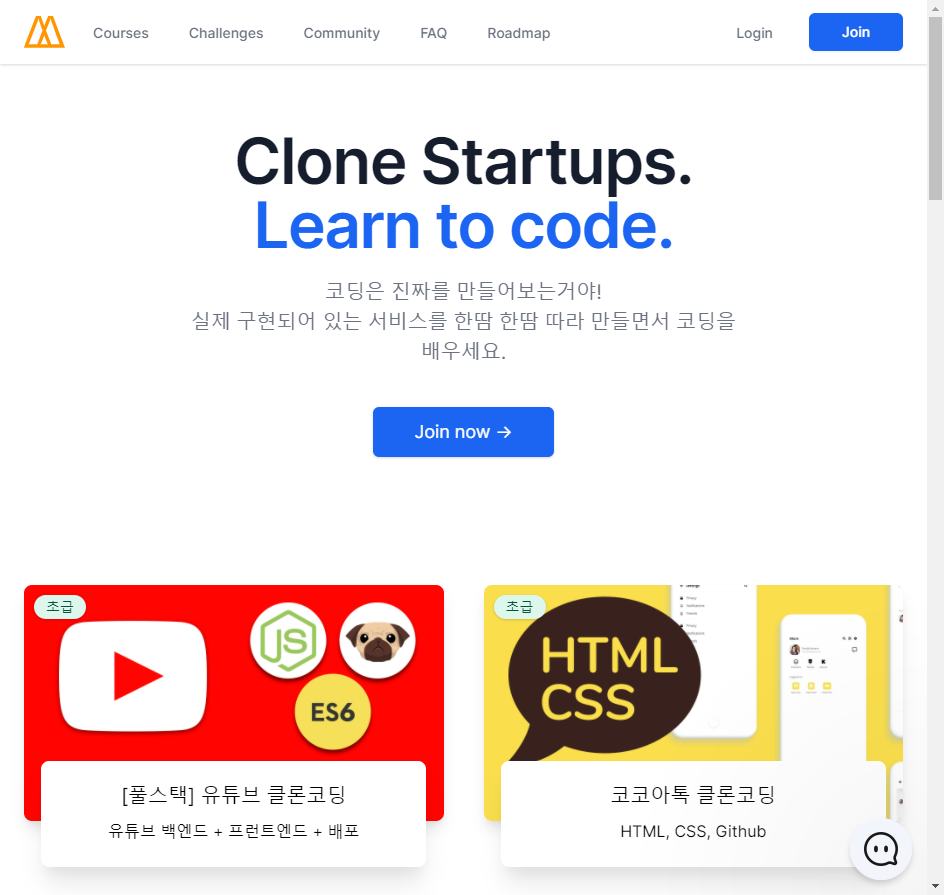 Courses
Challenges
Community
FAQ
Roadmap
Login
Join
Clone Startups.
Learn to code.
코딩은 진짜를 만들어보는거야!
실제 구현되어 있는 서비스를 한땀 한땀 따라 만들면서 코딩을
배우세요.
Join now →
초급
JS
ES6
[풀스택] 유튜브 클론코딩
유튜브 백엔드 + 프런트엔드 + 배포
초급
HTML
CSS
코코아톡 클론코딩
HTML, CSS, Github